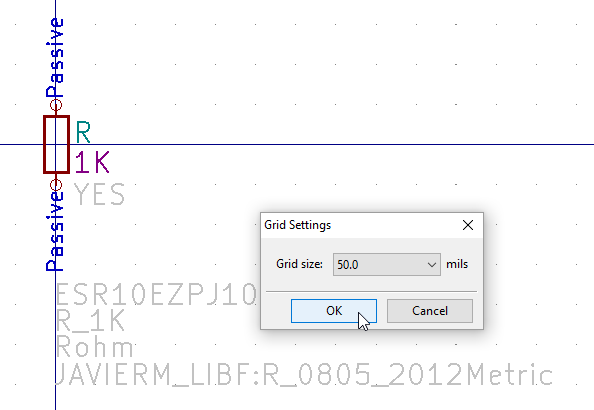 Passive
R
1K
YES
Passive
Grid Settings
Grid size: 50.0 mils
OK Cancel
ESR10EZPJ10
R_1K
Rohm
JAVIERM_LIBF:R_0805_2012Metric